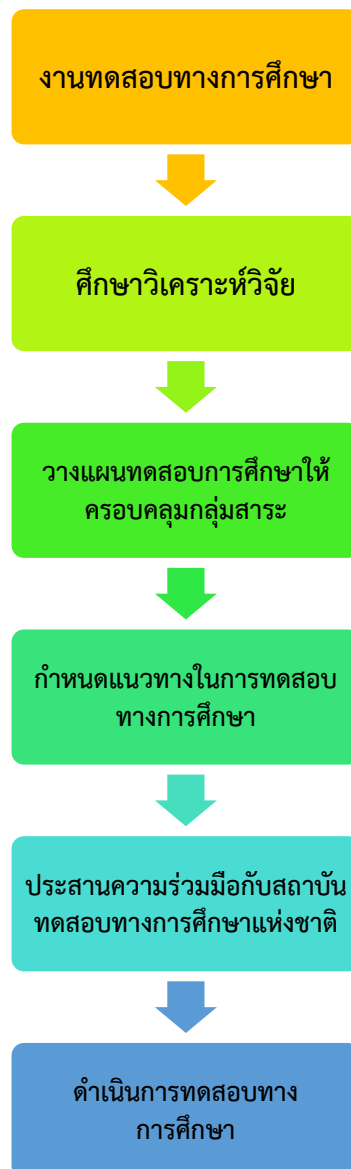 งานทดสอบทางการศึกษา
ศึกษาวิเคราะห์วิจัย
วางแผนทดสอบการศึกษาให้
ครอบคลุมกลุ่มสาระ
กำหนดแนวทางในการทดสอบ
ทางการศึกษา
ประสานความร่วมมือกับสถาบัน
ทดสอบทางการศึกษาแห่งชาติ
ดำเนินการทดสอบทาง
การศึกษา